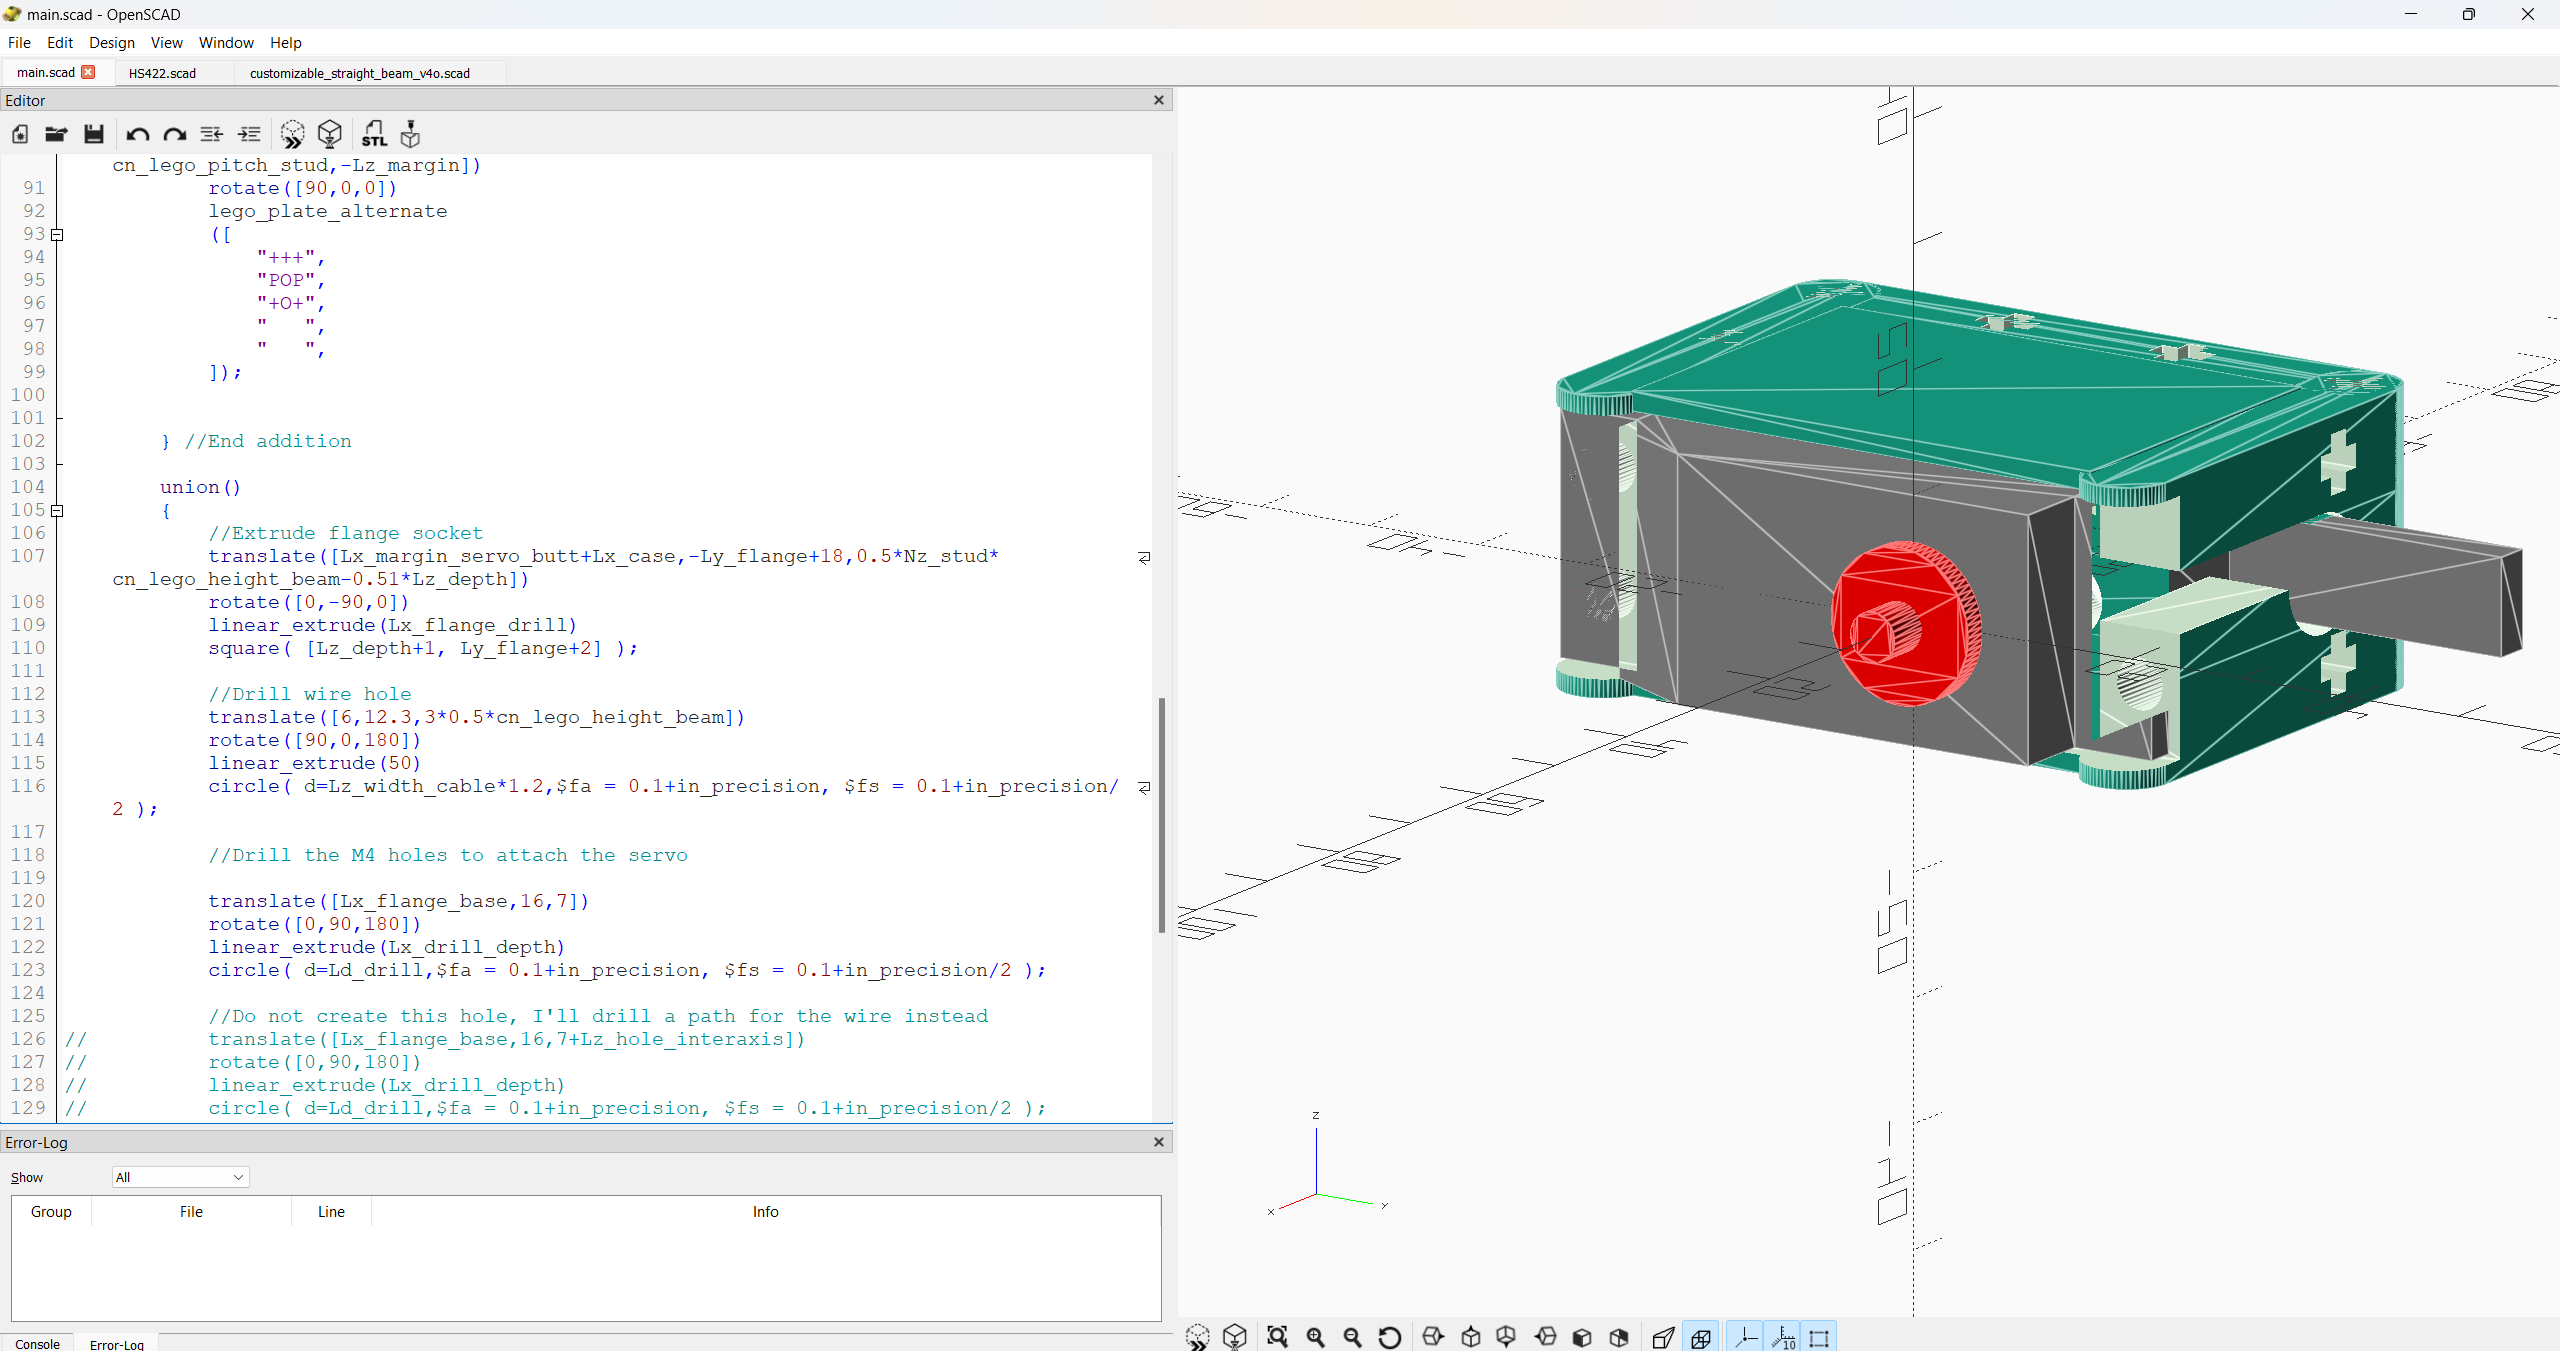 main.scad - OpenSCAD
File Edit Design View Window Help
main.scad HS422.scad customizable_straight_beam_v4o.scad
Editor
STL
cn_lego_pitch_stud,-Lz_margin])
91 rotate([90,0,0])
92 lego_plate_alternate
93 ([
94 "+++",
95 "POP",
96 "+O+",
97 "   ",
98 "   ",
99 ]);
100
101
102 } //End addition
103
104 union()
105 {
106 //Extrude flange socket
107 translate([Lx_margin_servo_butt+Lx_case,-Ly_flange+18,0.5*Nz_stud*
cn_lego_height_beam-0.51*Lz_depth])
108 rotate([0,-90,0])
109 linear_extrude(Lx_flange_drill)
110 square( [Lz_depth+1, Ly_flange+2] );
111
112 //Drill wire hole
113 translate([6,12.3,3*0.5*cn_lego_height_beam])
114 rotate([90,0,180])
115 linear_extrude(50)
116 circle( d=Lz_width_cable*1.2,$fa = 0.1+in_precision, $fs = 0.1+in_precision/
2 );
117
118 //Drill the M4 holes to attach the servo
119
120 translate([Lx_flange_base,16,7])
121 rotate([0,90,180])
122 linear_extrude(Lx_drill_depth)
123 circle( d=Ld_drill,$fa = 0.1+in_precision, $fs = 0.1+in_precision/2 );
124
125 //Do not create this hole, I'll drill a path for the wire instead
126 // translate([Lx_flange_base,16,7+Lz_hole_interaxis])
127 // rotate([0,90,180])
128 // linear_extrude(Lx_drill_depth)
129 // circle( d=Ld_drill,$fa = 0.1+in_precision, $fs = 0.1+in_precision/2 );
Error-Log
Show All
Group File Line Info
Console Error-Log
10
50
-50
-10
z
x
y
10